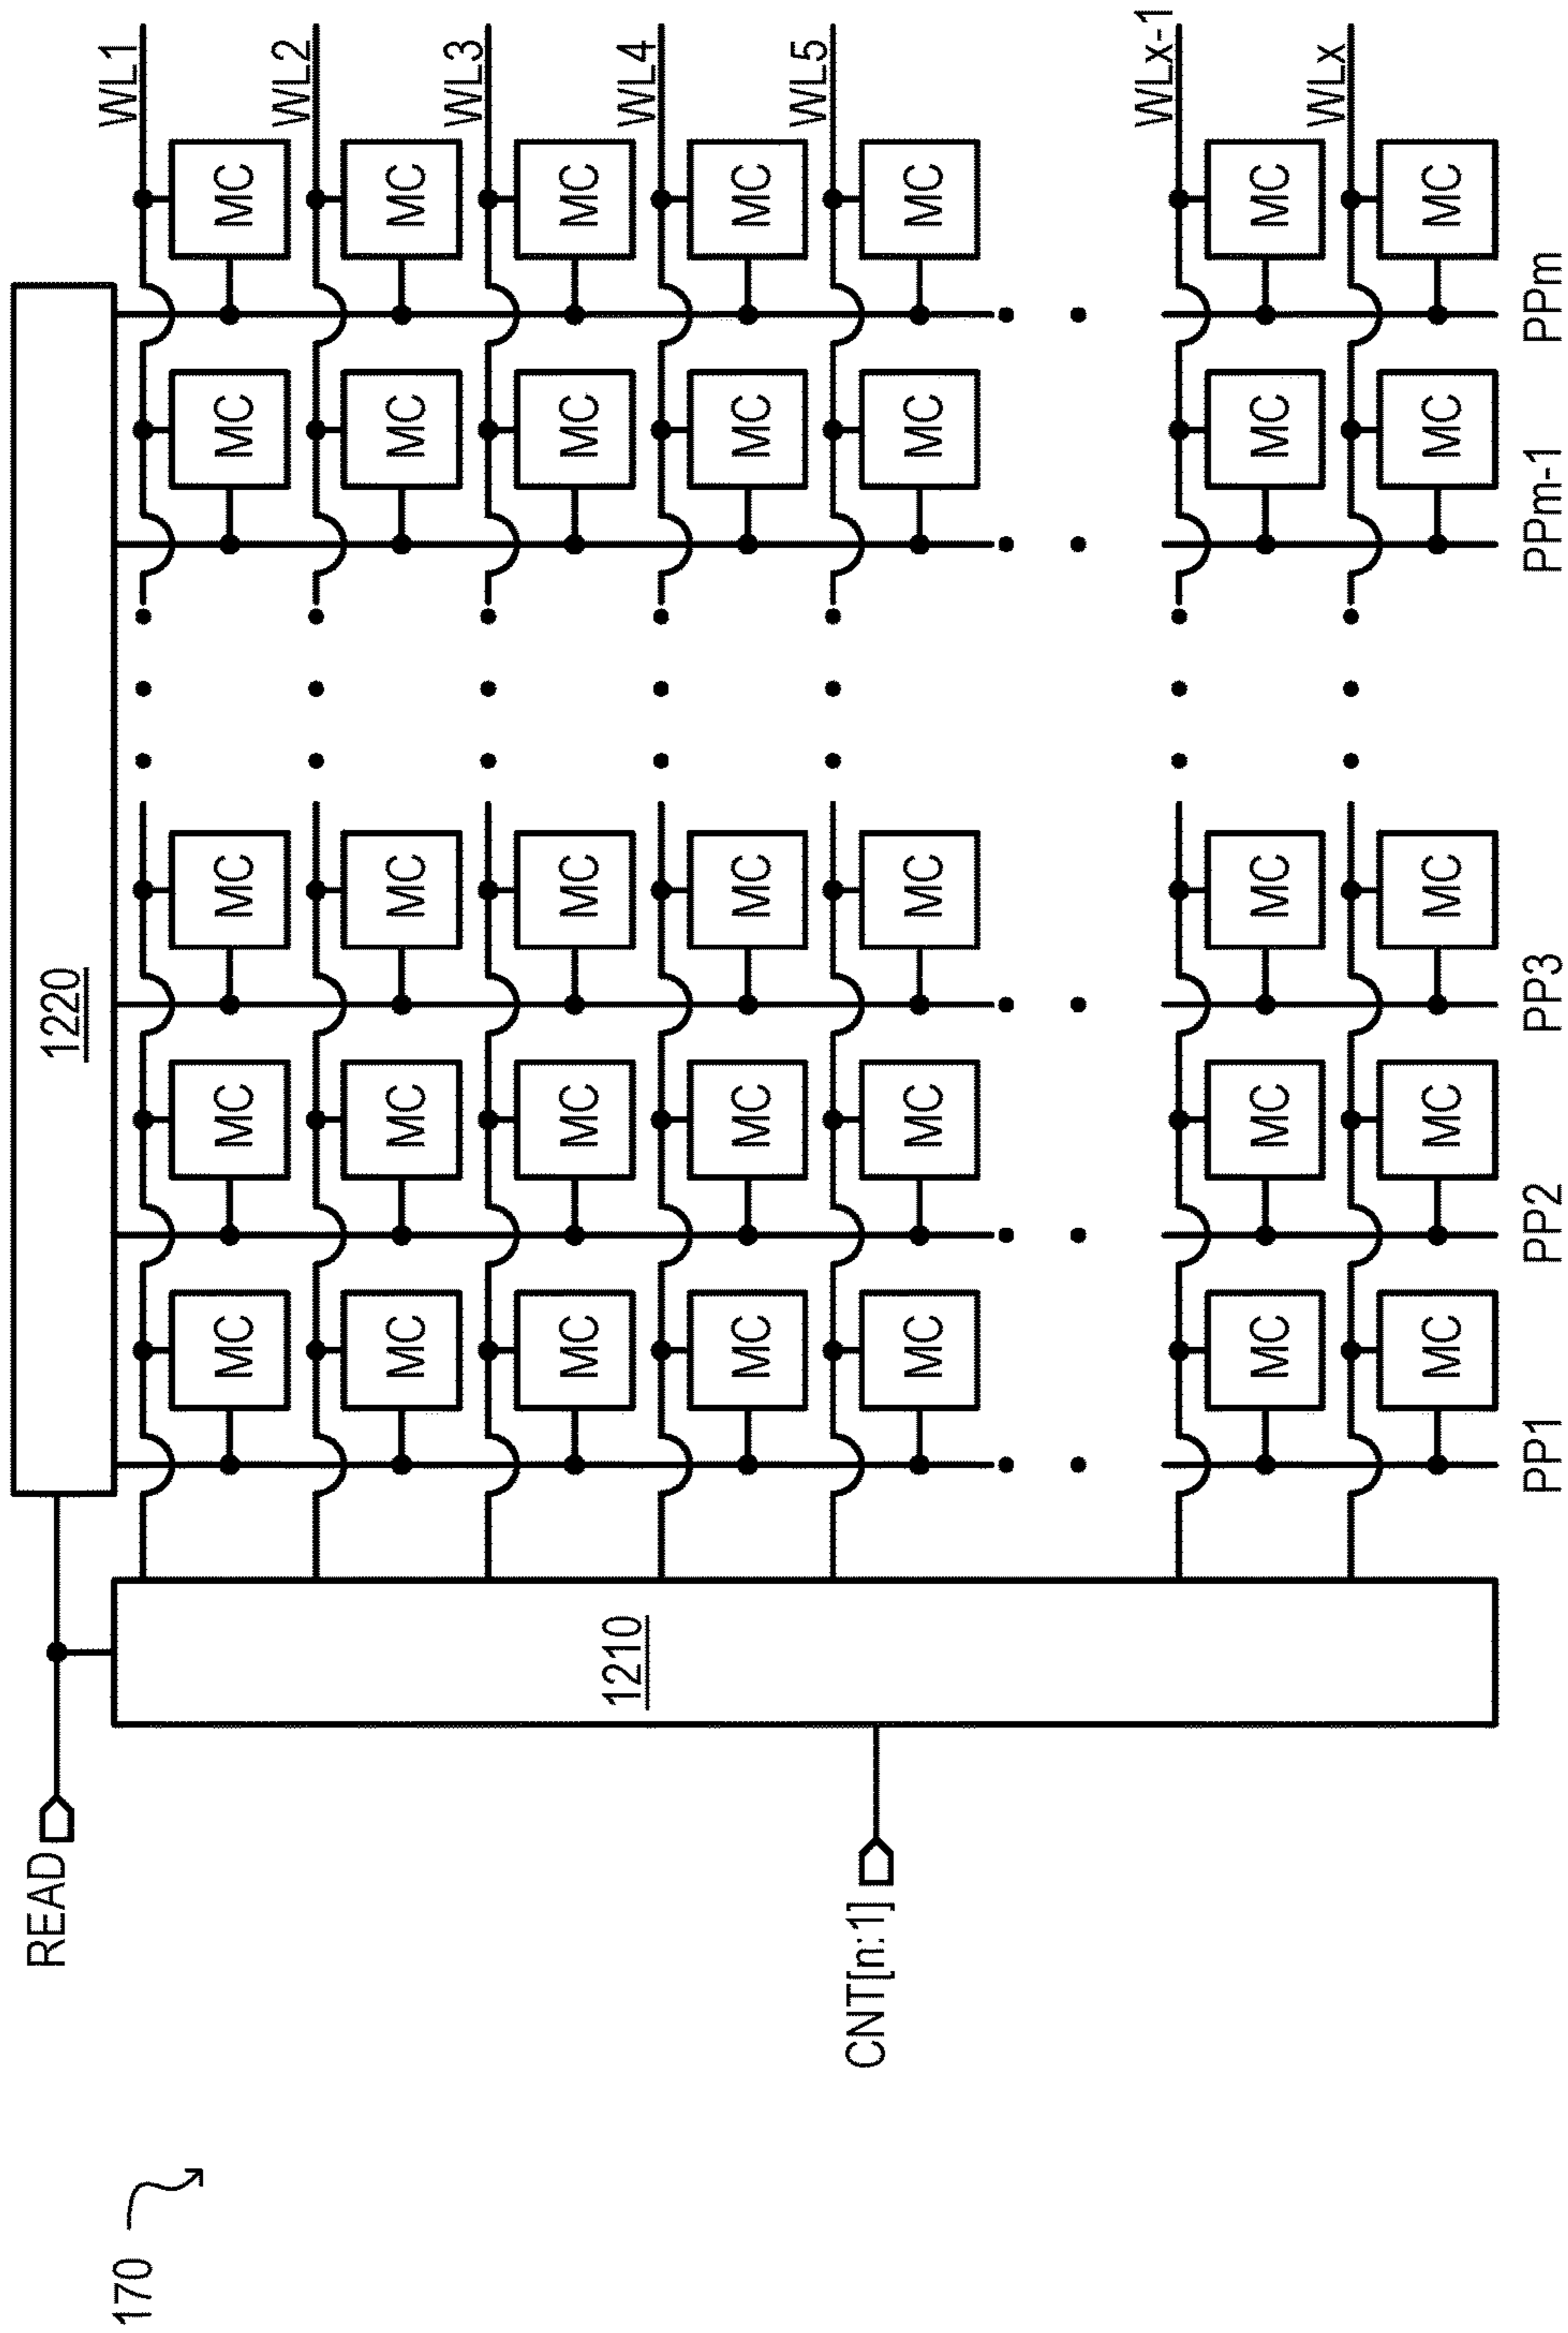 READ 1220
170 WL1
MC MC MC MC MC
WL2
MC MC MC MC MC
WL3
MC MC MC MC MC
1210 WL4
MC MC MC MC MC
WL5
CNT[n:1] MC MC MC MC MC
WLx-1
MC MC MC MC MC
WLx
MC MC MC MC MC
PP1 PP2 PP3 PPm-1 PPm